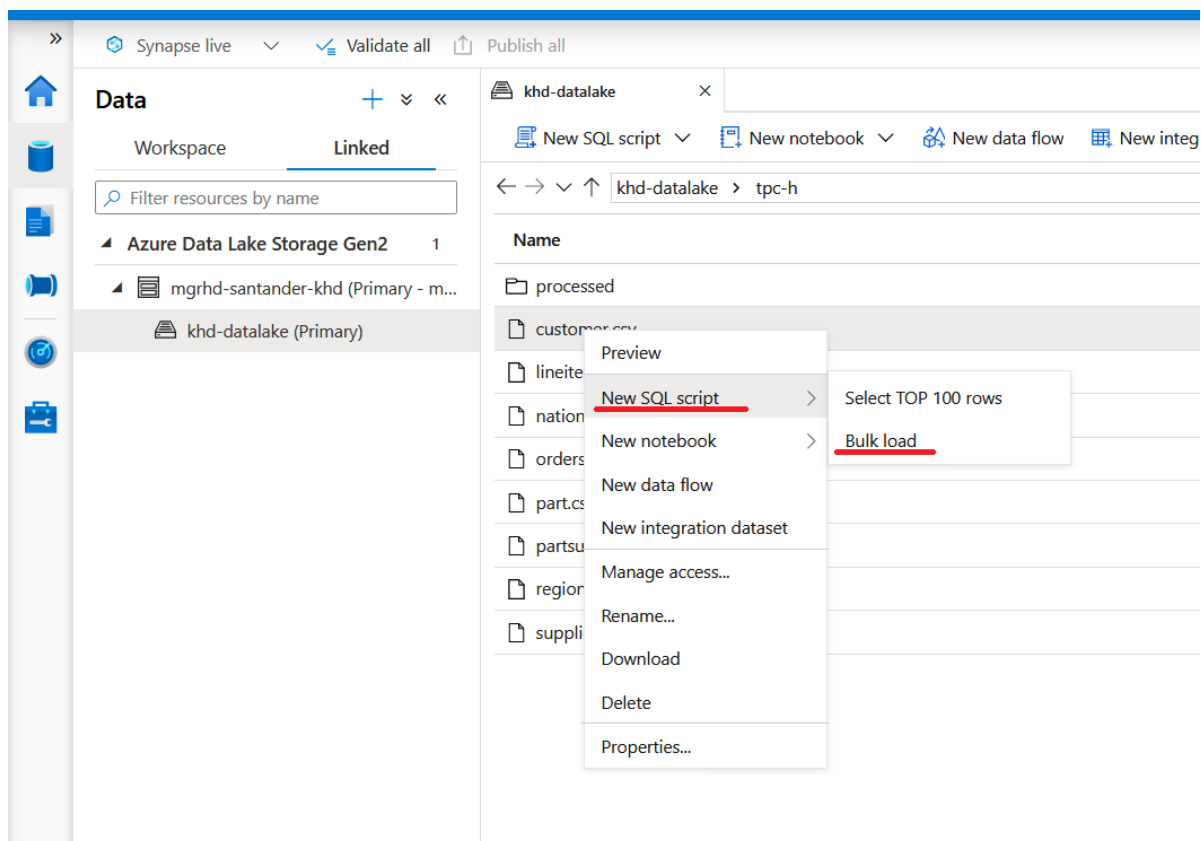 Synapse live Validate all Publish all
Data
Workspace Linked
Filter resources by name
Azure Data Lake Storage Gen2 1
mgrhd-santander-khd (Primary - m...
khd-datalake (Primary)
khd-datalake
New SQL script New notebook New data flow New integ
khd-datalake > tpc-h
Name
processed
customer.csv
lineite
nation
orders
part.cs
partsu
region
suppli
Preview
New SQL script
New notebook
New data flow
New integration dataset
Manage access...
Rename...
Download
Delete
Properties...
Select TOP 100 rows
Bulk load